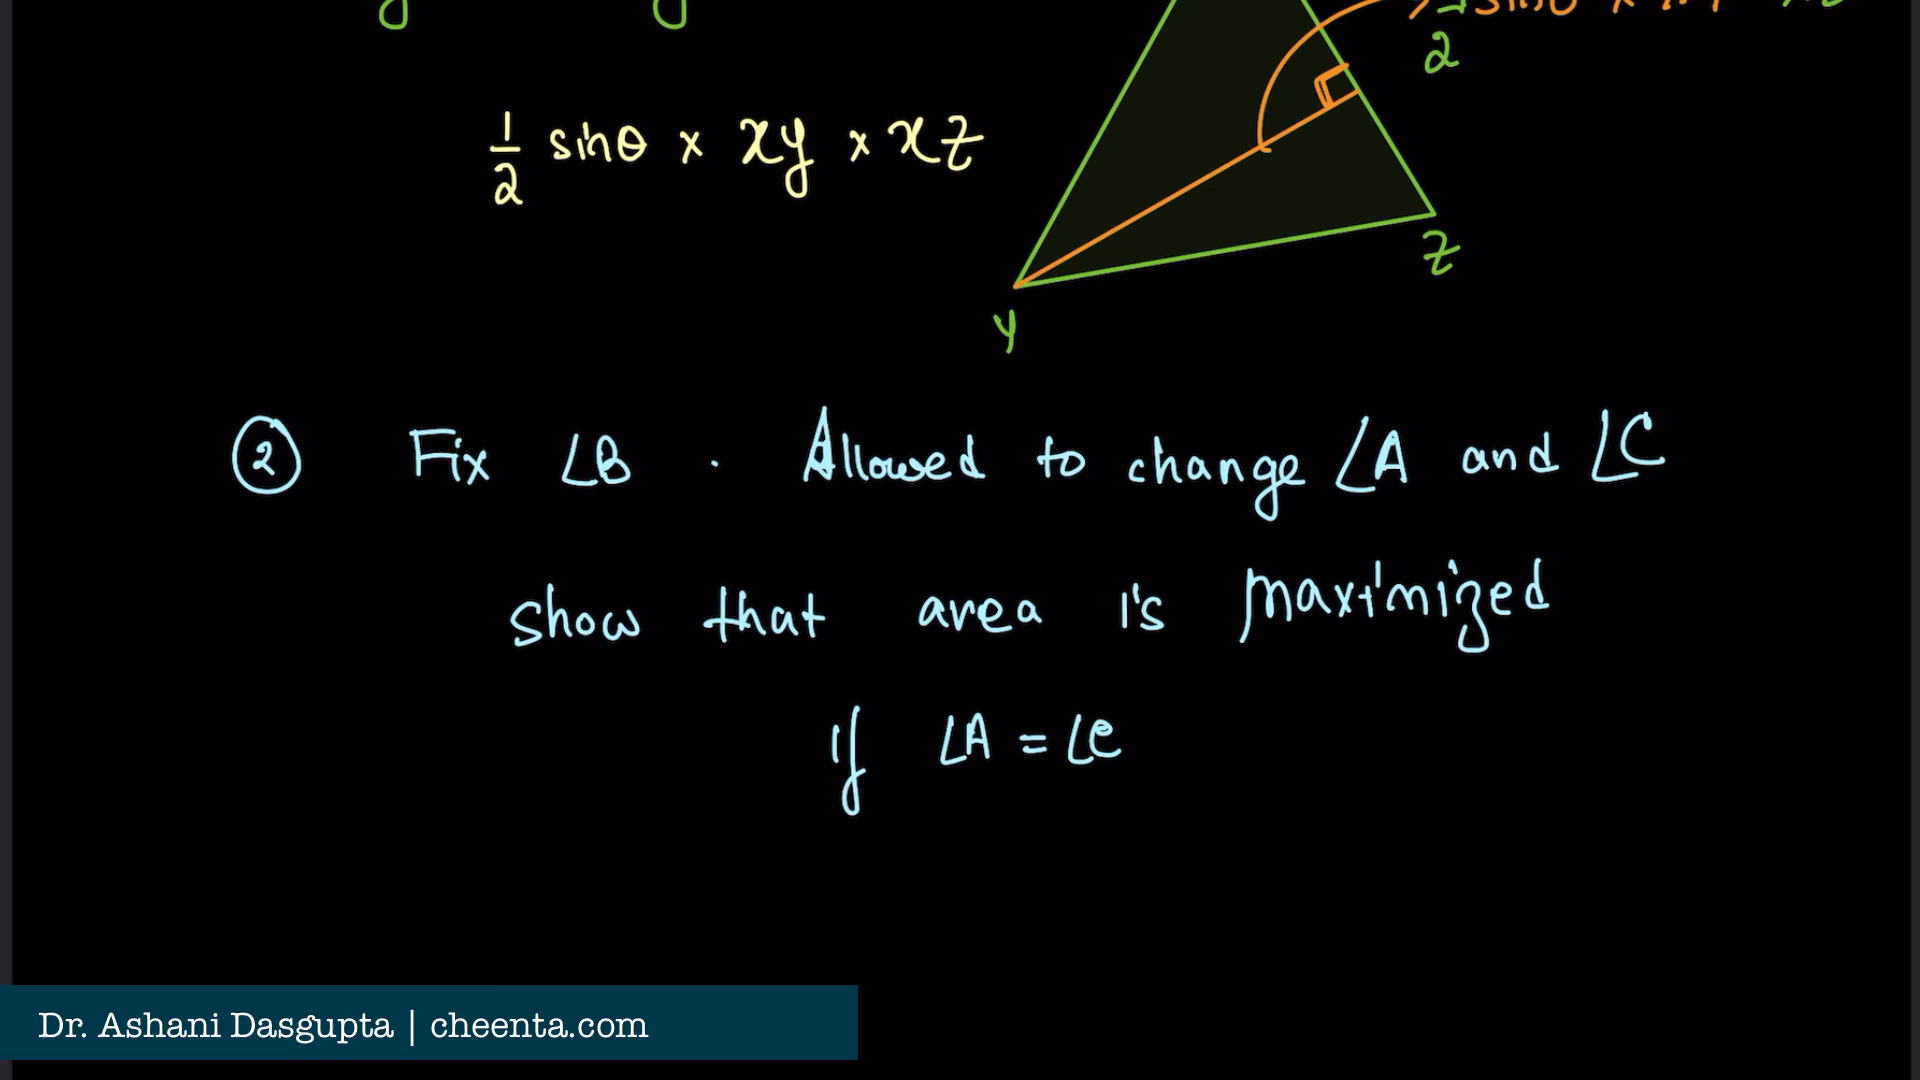 sinθ
2
1/2 sinθ × xy × xz
Z
Y
② Fix ∠B. Allowed to change ∠A and ∠C
show that area is maximized
if ∠A = ∠C
Dr. Ashani Dasgupta | cheenta.com